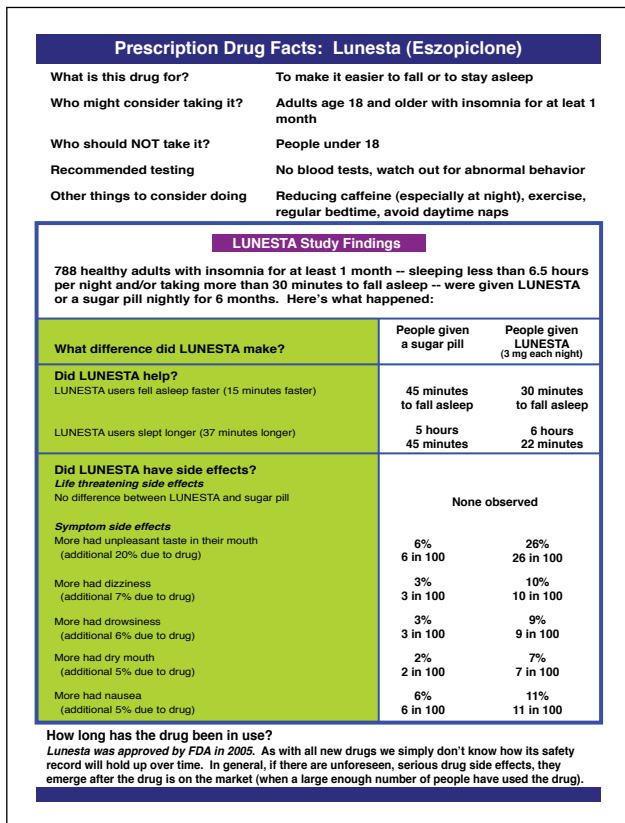 Prescription Drug Facts: Lunesta (Eszopiclone)
What is this drug for? To make it easier to fall or to stay asleep
Who might consider taking it? Adults age 18 and older with insomnia for at leat 1
month
Who should NOT take it? People under 18
Recommended testing No blood tests, watch out for abnormal behavior
Other things to consider doing Reducing caffeine (especially at night), exercise,
regular bedtime, avoid daytime naps
LUNESTA Study Findings
788 healthy adults with insomnia for at least 1 month -- sleeping less than 6.5 hours
per night and/or taking more than 30 minutes to fall asleep -- were given LUNESTA
or a sugar pill nightly for 6 months. Here's what happened:
What difference did LUNESTA make?
People given
a sugar pill
People given
LUNESTA
(3 mg each night)
Did LUNESTA help?
LUNESTA users fell asleep faster (15 minutes faster)
45 minutes
to fall asleep
30 minutes
to fall asleep
LUNESTA users slept longer (37 minutes longer)
5 hours
45 minutes
6 hours
22 minutes
Did LUNESTA have side effects?
Life threatening side effects
No difference between LUNESTA and sugar pill
None observed
Symptom side effects
More had unpleasant taste in their mouth
(additional 20% due to drug)
6%
6 in 100
26%
26 in 100
More had dizziness
(additional 7% due to drug)
3%
3 in 100
10%
10 in 100
More had drowsiness
(additional 6% due to drug)
3%
3 in 100
9%
9 in 100
More had dry mouth
(additional 5% due to drug)
2%
2 in 100
7%
7 in 100
More had nausea
(additional 5% due to drug)
6%
6 in 100
11%
11 in 100
How long has the drug been in use?
Lunesta was approved by FDA in 2005. As with all new drugs we simply don't know how its safety
record will hold up over time. In general, if there are unforeseen, serious drug side effects, they
emerge after the drug is on the market (when a large enough number of people have used the drug).